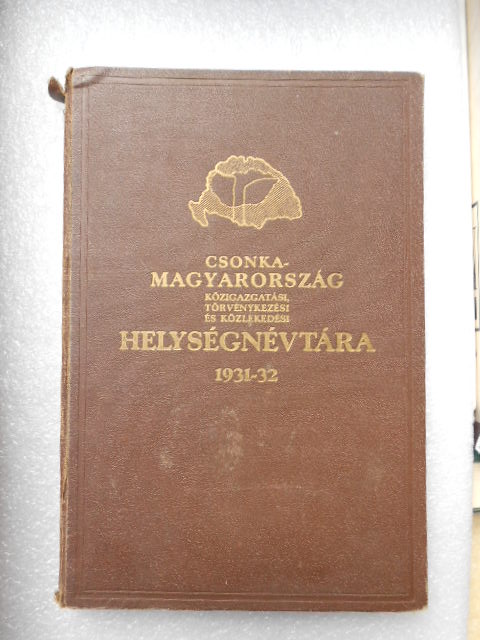 CSONKA-
MAGYARORSZÁG
KÖZIGAZGATÁSI,
TÖRVÉNYKEZÉSI
ÉS KÖZLEKEDÉSI
HELYSÉGNÉVTÁRA
1931-32